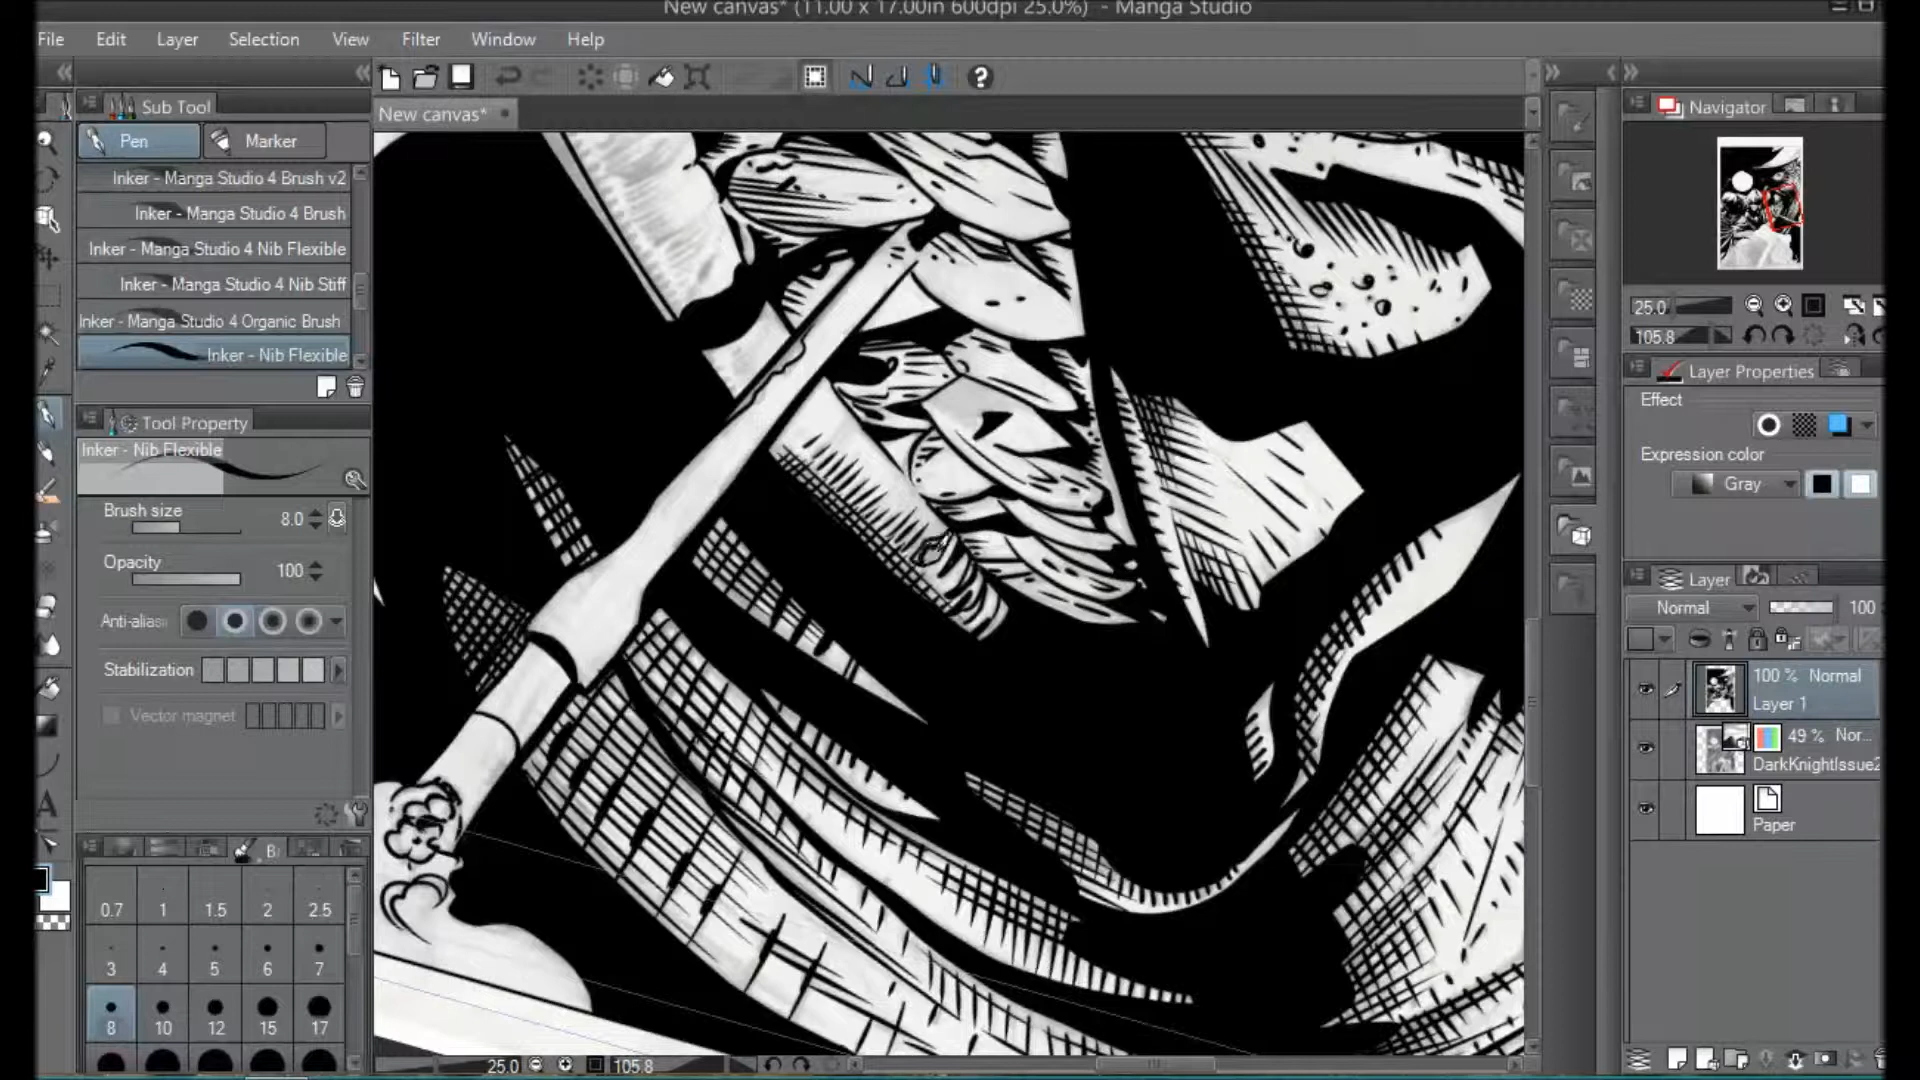 New canvas* (11.00 x 17.00in 600dpi 25.0%) - Manga Studio
File Edit Layer Selection View Filter Window Help
Sub Tool
Pen Marker
Inker - Manga Studio 4 Brush v2
Inker - Manga Studio 4 Brush
Inker - Manga Studio 4 Nib Flexible
Inker - Manga Studio 4 Nib Stiff
Inker - Manga Studio 4 Organic Brush
Inker - Nib Flexible
Tool Property
Inker - Nib Flexible
Brush size 8.0
Opacity 100
Anti-alias
Stabilization
Vector magnet
0.7 1 1.5 2 2.5
3 4 5 6 7
8 10 12 15 17
New canvas*
25.0 105.8
Navigator
25.0
105.8
Layer Properties
Effect
Expression color
Gray
Layer
Normal 100
100 % Normal
Layer 1
49 % Nor...
DarkKnightIssue2
Paper